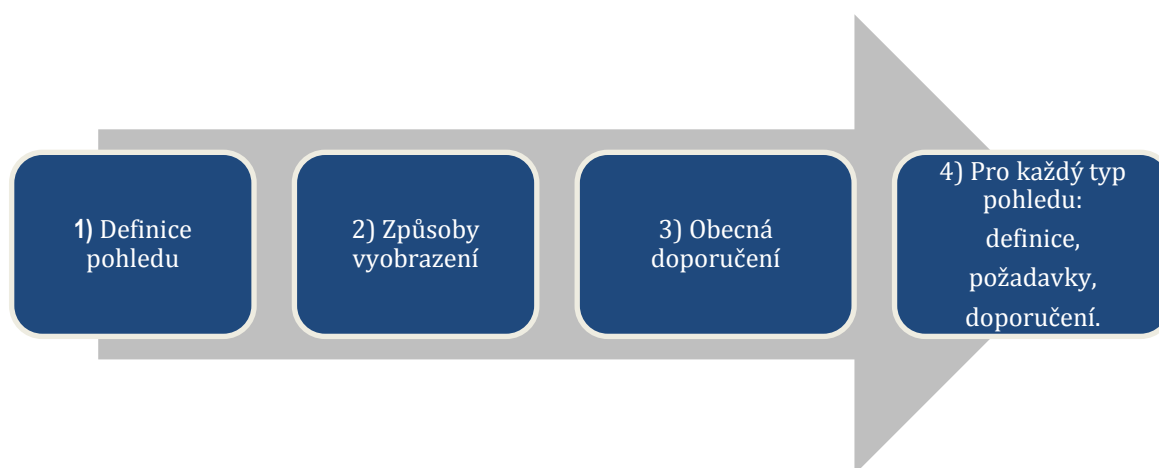 1) Definice
pohledu
2) Způsoby
vyobrazení
3) Obecná
doporučení
4) Pro každý typ
pohledu:
definice,
požadavky,
doporučení.